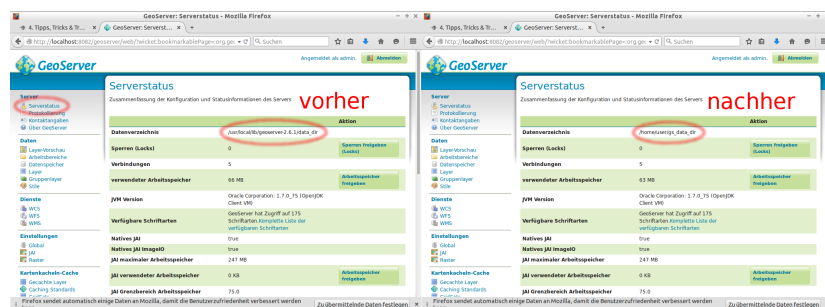 GeoServer: Serverstatus - Mozilla Firefox
4. Tipps, Tricks & Tr... × GeoServer: Serverst... × +
http://localhost:8082/geoserver/web/?wicket:bookmarkablePage=:org.geo Suchen
GeoServer
Angemeldet als admin. Abmelden
Server
Serverstatus
Protokollierung
Kontaktangaben
Über GeoServer
Daten
Layer-Vorschau
Arbeitsbereiche
Datenspeicher
Layer
Gruppenlayer
Stile
Dienste
WCS
WFS
WMS
Einstellungen
Global
JAI
Raster
Kartenkacheln-Cache
Gecachte Layer
Caching Standards
Serverstatus
Zusammenfassung der Konfiguration und Statusinformationen des Servers
vorher
Aktion
Datenverzeichnis /usr/local/lib/geoserver-2.6.1/data_dir
Sperren (Locks) 0 Sperren freigeben
(Locks)
Verbindungen 5
verwendeter Arbeitsspeicher 66 MB Arbeitsspeicher
freigeben
JVM Version Oracle Corporation: 1.7.0_75 (OpenJDK
Client VM)
Verfügbare Schriftarten GeoServer hat Zugriff auf 175
Schriftarten.Komplette Liste der
verfügbaren Schriftarten
Natives JAI true
Natives JAI ImageIO true
JAI maximaler Arbeitsspeicher 247 MB
JAI verwendeter Arbeitsspeicher 0 KB Arbeitsspeicher
freigeben
JAI Grenzbereich Arbeitsspeicher 75.0
Firefox sendet automatisch einige Daten an Mozilla, damit die Benutzerzufriedenheit verbessert werden Zu übermittelnde Daten festlegen ×
GeoServer: Serverstatus - Mozilla Firefox
4. Tipps, Tricks & Tr... × GeoServer: Serverst... × +
http://localhost:8082/geoserver/web/?wicket:bookmarkablePage=:org.geo Suchen
GeoServer
Angemeldet als admin. Abmelden
Server
Serverstatus
Protokollierung
Kontaktangaben
Über GeoServer
Daten
Layer-Vorschau
Arbeitsbereiche
Datenspeicher
Layer
Gruppenlayer
Stile
Dienste
WCS
WFS
WMS
Einstellungen
Global
JAI
Raster
Kartenkacheln-Cache
Gecachte Layer
Caching Standards
Serverstatus
Zusammenfassung der Konfiguration und Statusinformationen des Servers
nachher
Aktion
Datenverzeichnis /home/user/gs_data_dir
Sperren (Locks) 0 Sperren freigeben
(Locks)
Verbindungen 5
verwendeter Arbeitsspeicher 63 MB Arbeitsspeicher
freigeben
JVM Version Oracle Corporation: 1.7.0_75 (OpenJDK
Client VM)
Verfügbare Schriftarten GeoServer hat Zugriff auf 175
Schriftarten.Komplette Liste der
verfügbaren Schriftarten
Natives JAI true
Natives JAI ImageIO true
JAI maximaler Arbeitsspeicher 247 MB
JAI verwendeter Arbeitsspeicher 0 KB Arbeitsspeicher
freigeben
JAI Grenzbereich Arbeitsspeicher 75.0
Firefox sendet automatisch einige Daten an Mozilla, damit die Benutzerzufriedenheit verbessert werden Zu übermittelnde Daten festlegen